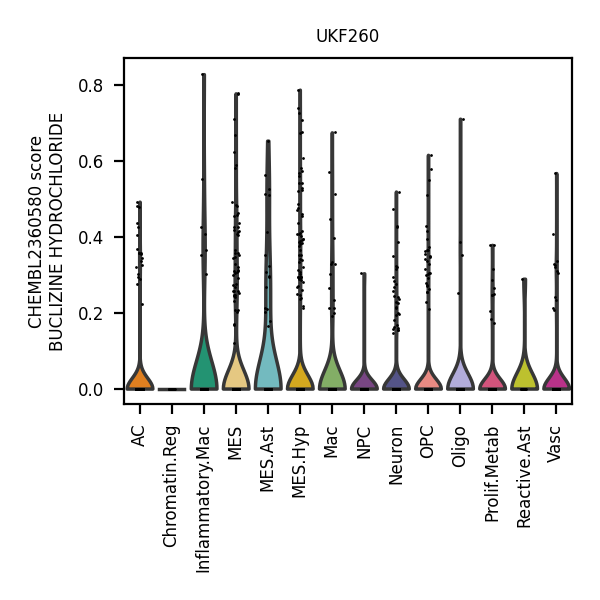 UKF260
CHEMBL2360580 score
BUCLIZINE HYDROCHLORIDE
0.8
0.6
0.4
0.2
0.0
AC
Chromatin.Reg
Inflammatory.Mac
MES
MES.Ast
MES.Hyp
Mac
NPC
Neuron
OPC
Oligo
Prolif.Metab
Reactive.Ast
Vasc